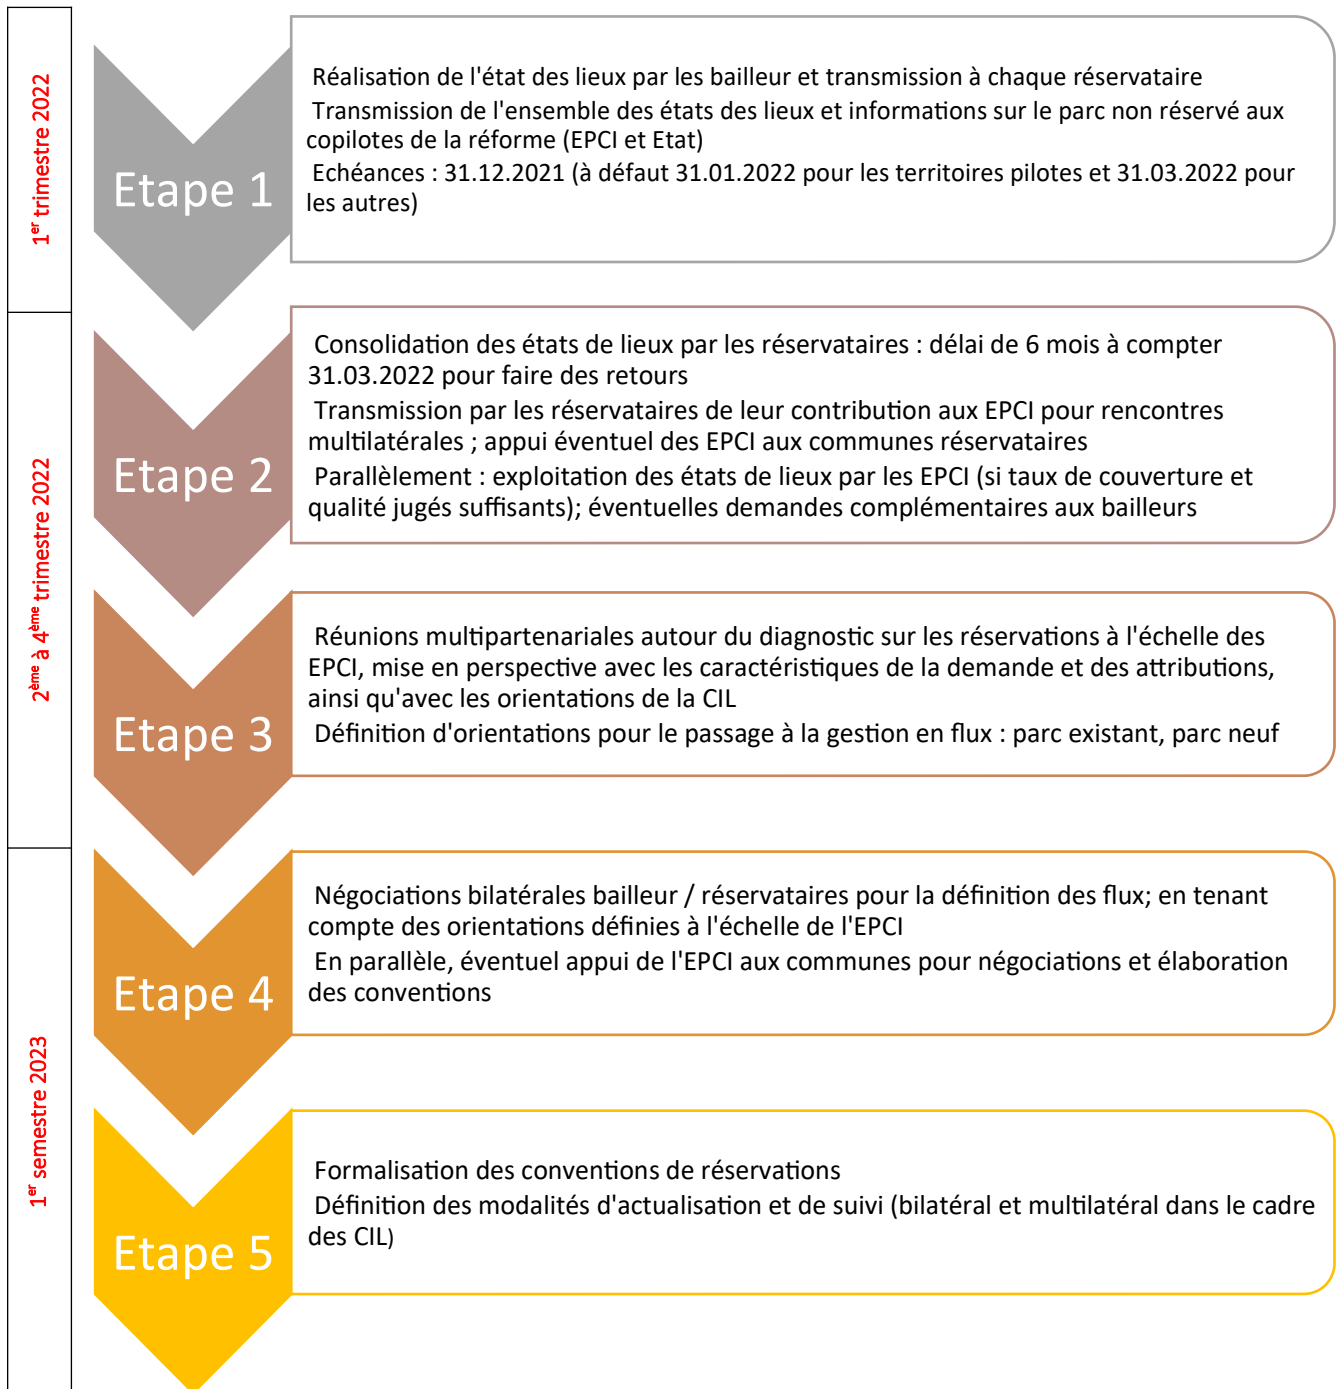 1er trimestre 2022
Etape 1
Réalisation de l'état des lieux par les bailleur et transmission à chaque réservataire
Transmission de l'ensemble des états des lieux et informations sur le parc non réservé aux
copilotes de la réforme (EPCI et Etat)
Echéances : 31.12.2021 (à défaut 31.01.2022 pour les territoires pilotes et 31.03.2022 pour
les autres)
2ème à 4ème trimestre 2022
Etape 2
Consolidation des états de lieux par les réservataires : délai de 6 mois à compter
31.03.2022 pour faire des retours
Transmission par les réservataires de leur contribution aux EPCI pour rencontres
multilatérales ; appui éventuel des EPCI aux communes réservataires
Parallèlement : exploitation des états de lieux par les EPCI (si taux de couverture et
qualité jugés suffisants); éventuelles demandes complémentaires aux bailleurs
Etape 3
Réunions multipartenariales autour du diagnostic sur les réservations à l'échelle des
EPCI, mise en perspective avec les caractéristiques de la demande et des attributions,
ainsi qu'avec les orientations de la CIL
Définition d'orientations pour le passage à la gestion en flux : parc existant, parc neuf
1er semestre 2023
Etape 4
Négociations bilatérales bailleur / réservataires pour la définition des flux; en tenant
compte des orientations définies à l'échelle de l'EPCI
En parallèle, éventuel appui de l'EPCI aux communes pour négociations et élaboration
des conventions
Etape 5
Formalisation des conventions de réservations
Définition des modalités d'actualisation et de suivi (bilatéral et multilatéral dans le cadre
des CIL)